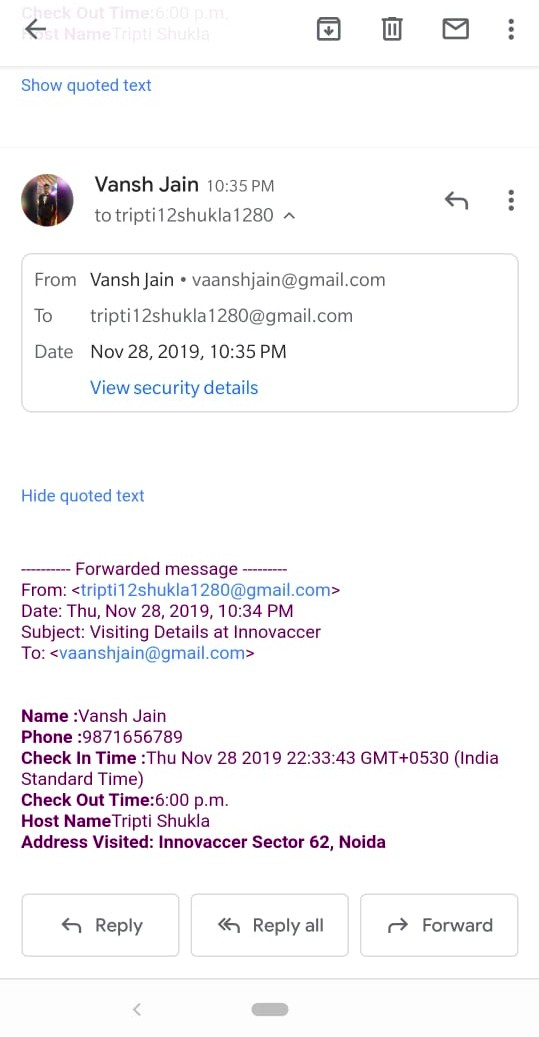 Check Out Time:6:00 p.m.
Host NameTripti Shukla
Show quoted text
Vansh Jain 10:35 PM
to tripti12shukla1280
From Vansh Jain • vaanshjain@gmail.com
To tripti12shukla1280@gmail.com
Date Nov 28, 2019, 10:35 PM
View security details
Hide quoted text
---------- Forwarded message ---------
From: <tripti12shukla1280@gmail.com>
Date: Thu, Nov 28, 2019, 10:34 PM
Subject: Visiting Details at Innovaccer
To: <vaanshjain@gmail.com>
Name :Vansh Jain
Phone :9871656789
Check In Time :Thu Nov 28 2019 22:33:43 GMT+0530 (India
Standard Time)
Check Out Time:6:00 p.m.
Host NameTripti Shukla
Address Visited: Innovaccer Sector 62, Noida
Reply Reply all Forward